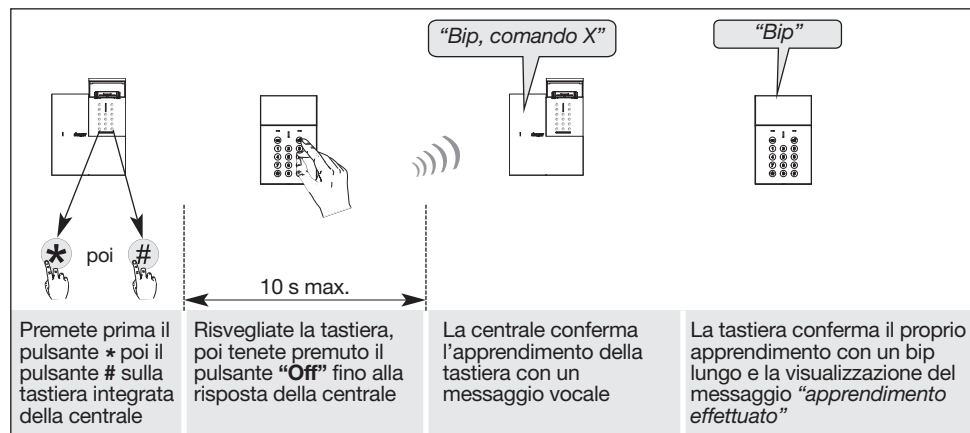 “Bip, comando X”
“Bip”
* poi #
10 s max.
Premete prima il
pulsante * poi il
pulsante # sulla
tastiera integrata
della centrale
Risvegliate la tastiera,
poi tenete premuto il
pulsante “Off” fino alla
risposta della centrale
La centrale conferma
l’apprendimento della
tastiera con un
messaggio vocale
La tastiera conferma il proprio
apprendimento con un bip
lungo e la visualizzazione del
messaggio “apprendimento
effettuato”